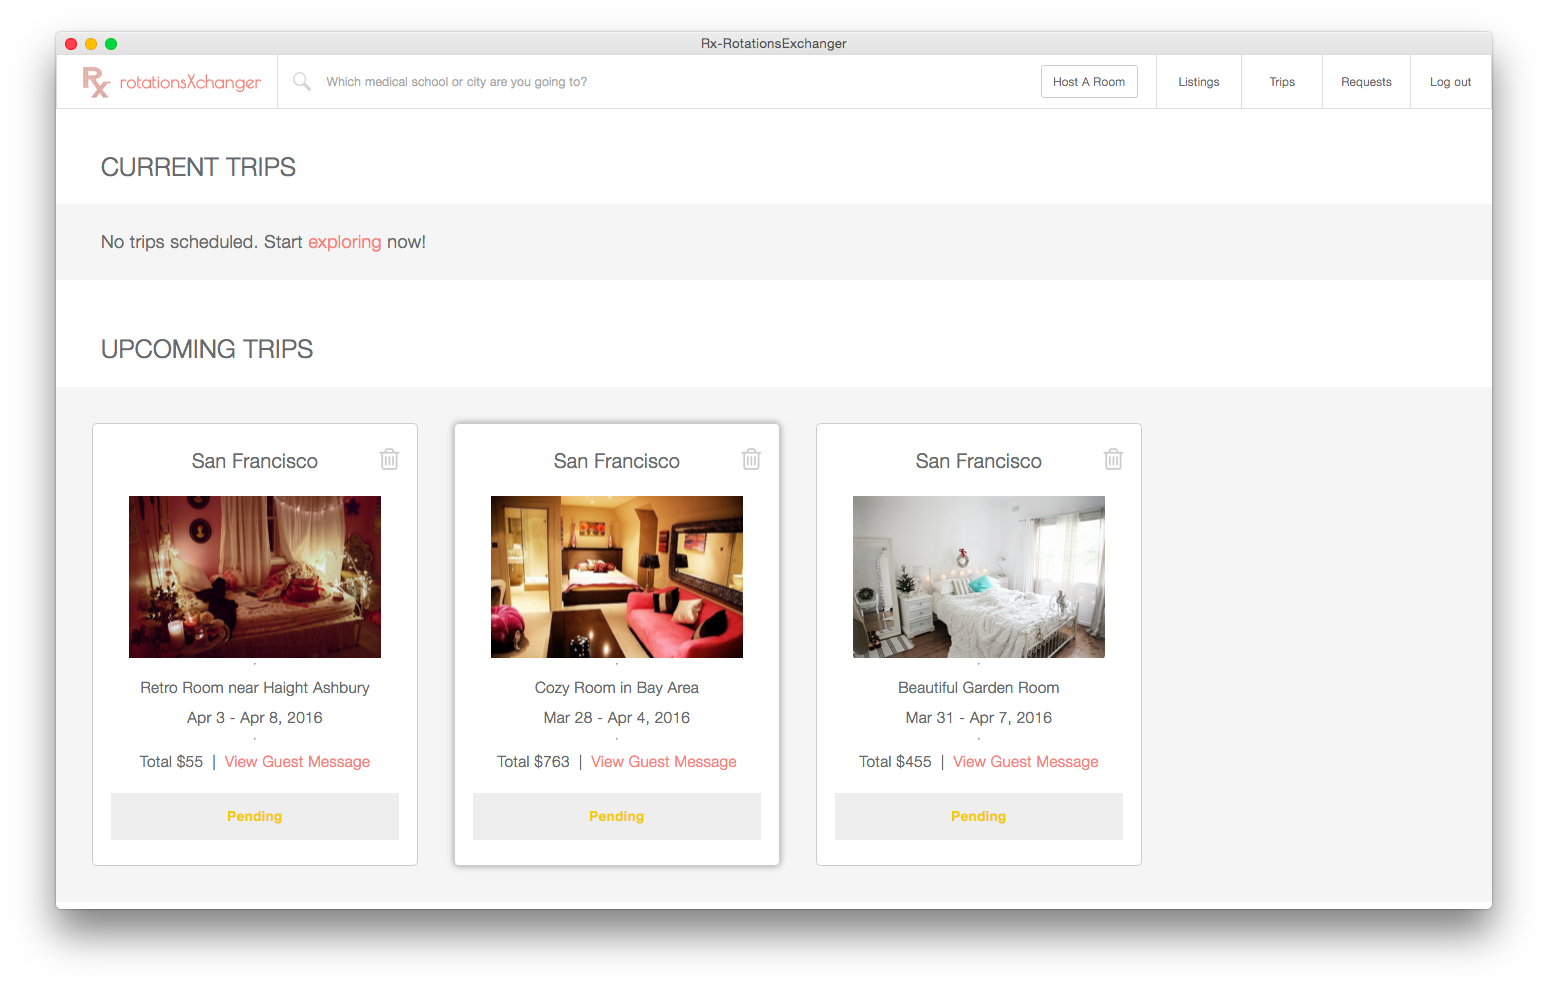 Rx-RotationsExchanger
Rx rotationsXchanger
Which medical school or city are you going to?
Host A Room
Listings
Trips
Requests
Log out
CURRENT TRIPS
No trips scheduled. Start exploring now!
UPCOMING TRIPS
San Francisco
Retro Room near Haight Ashbury
Apr 3 - Apr 8, 2016
Total $55 | View Guest Message
Pending
San Francisco
Cozy Room in Bay Area
Mar 28 - Apr 4, 2016
Total $763 | View Guest Message
Pending
San Francisco
Beautiful Garden Room
Mar 31 - Apr 7, 2016
Total $455 | View Guest Message
Pending